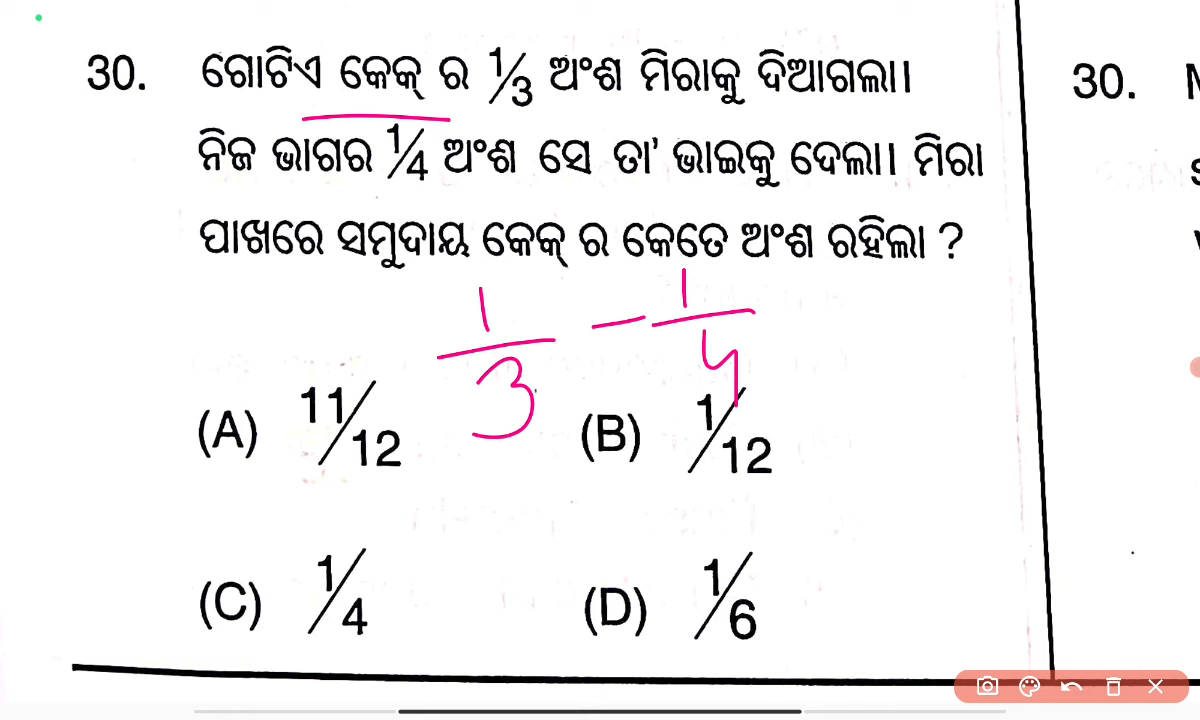 30. ଗୋଟିଏ କେକ୍ ର 1/3 ଅଂଶ ମିରାକୁ ଦିଆଗଲା।
ନିଜ ଭାଗର 1/4 ଅଂଶ ସେ ତା' ଭାଇକୁ ଦେଲା। ମିରା
ପାଖରେ ସମୁଦାୟ କେକ୍ ର କେତେ ଅଂଶ ରହିଲା ?
1/3 - 1/4
(A) 11/12 (B) 1/12
(C) 1/4 (D) 1/6
30.